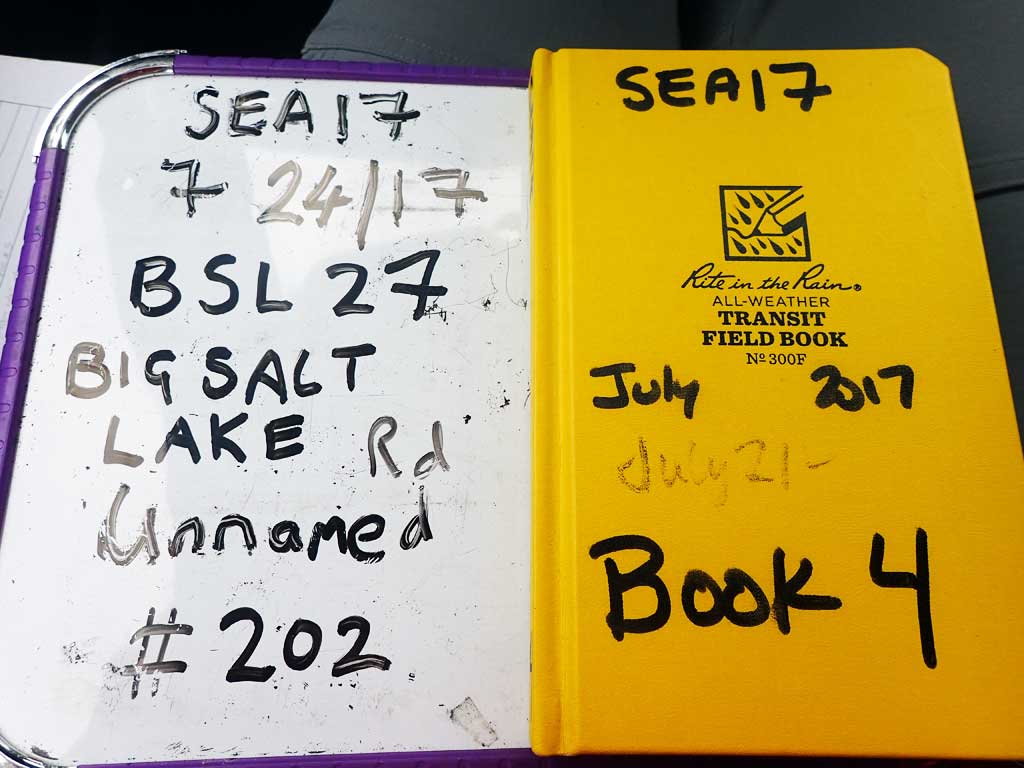 SEA17
7 24/17
BSL 27
BIG SALT
LAKE Rd
Unnamed
# 202
SEA17
Rite in the Rain®
ALL-WEATHER
TRANSIT
FIELD BOOK
Nº 300F
July 2017
July 21-
Book 4